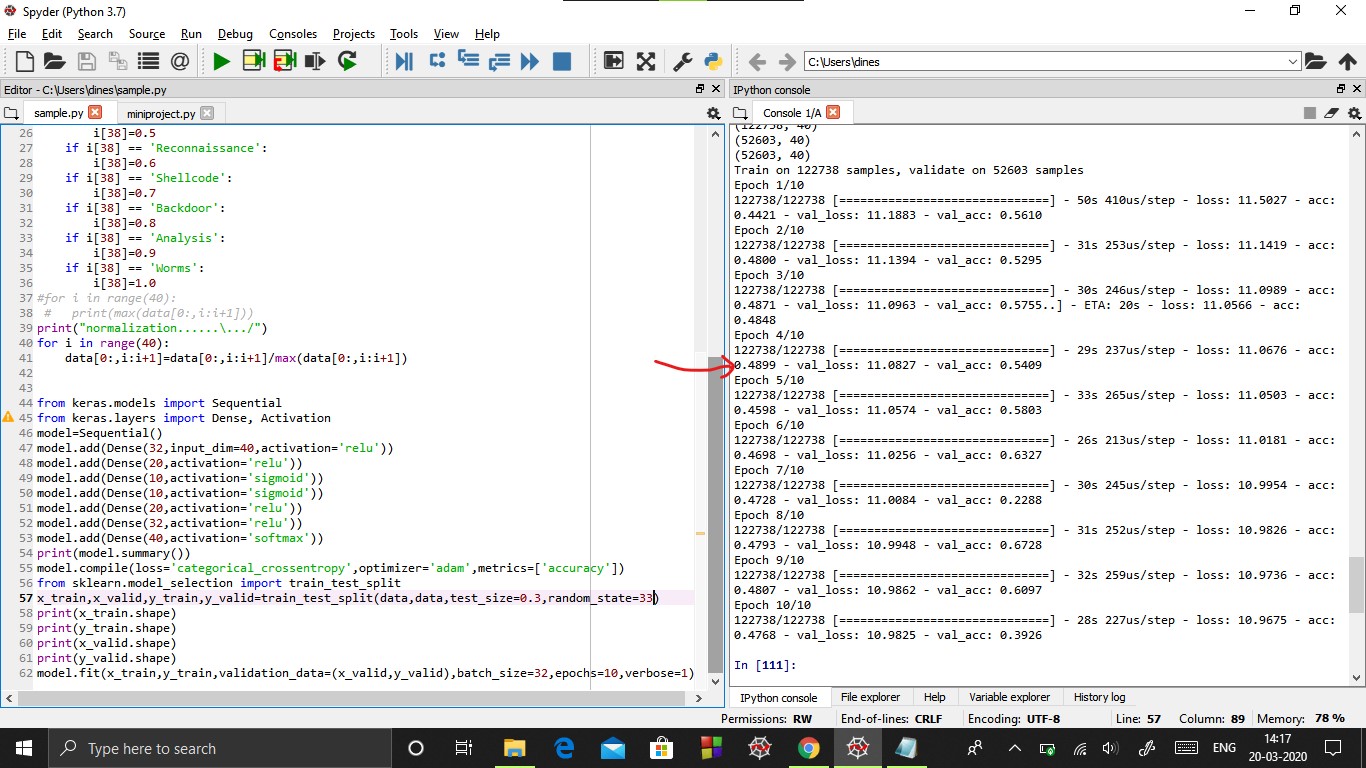 Spyder (Python 3.7)
File Edit Search Source Run Debug Consoles Projects Tools View Help
C:\Users\dines
Editor - C:\Users\dines\sample.py
sample.py miniproject.py
26 i[38]=0.5
27 if i[38] == 'Reconnaissance':
28 i[38]=0.6
29 if i[38] == 'Shellcode':
30 i[38]=0.7
31 if i[38] == 'Backdoor':
32 i[38]=0.8
33 if i[38] == 'Analysis':
34 i[38]=0.9
35 if i[38] == 'Worms':
36 i[38]=1.0
37 #for i in range(40):
38 # print(max(data[0:,i:i+1]))
39 print("normalization......\.../")
40 for i in range(40):
41 data[0:,i:i+1]=data[0:,i:i+1]/max(data[0:,i:i+1])
42
43
44 from keras.models import Sequential
45 from keras.layers import Dense, Activation
46 model=Sequential()
47 model.add(Dense(32,input_dim=40,activation='relu'))
48 model.add(Dense(20,activation='relu'))
49 model.add(Dense(10,activation='sigmoid'))
50 model.add(Dense(10,activation='sigmoid'))
51 model.add(Dense(20,activation='relu'))
52 model.add(Dense(32,activation='relu'))
53 model.add(Dense(40,activation='softmax'))
54 print(model.summary())
55 model.compile(loss='categorical_crossentropy',optimizer='adam',metrics=['accuracy'])
56 from sklearn.model_selection import train_test_split
57 x_train,x_valid,y_train,y_valid=train_test_split(data,data,test_size=0.3,random_state=33)
58 print(x_train.shape)
59 print(y_train.shape)
60 print(x_valid.shape)
61 print(y_valid.shape)
62 model.fit(x_train,y_train,validation_data=(x_valid,y_valid),batch_size=32,epochs=10,verbose=1)
IPython console
Console 1/A
(122738, 40)
(52603, 40)
(52603, 40)
Train on 122738 samples, validate on 52603 samples
Epoch 1/10
122738/122738 [==============================] - 50s 410us/step - loss: 11.5027 - acc:
0.4421 - val_loss: 11.1883 - val_acc: 0.5610
Epoch 2/10
122738/122738 [==============================] - 31s 253us/step - loss: 11.1419 - acc:
0.4800 - val_loss: 11.1394 - val_acc: 0.5295
Epoch 3/10
122738/122738 [==============================] - 30s 246us/step - loss: 11.0989 - acc:
0.4871 - val_loss: 11.0963 - val_acc: 0.5755..] - ETA: 20s - loss: 11.0566 - acc:
0.4848
Epoch 4/10
122738/122738 [==============================] - 29s 237us/step - loss: 11.0676 - acc:
0.4899 - val_loss: 11.0827 - val_acc: 0.5409
Epoch 5/10
122738/122738 [==============================] - 33s 265us/step - loss: 11.0503 - acc:
0.4598 - val_loss: 11.0574 - val_acc: 0.5803
Epoch 6/10
122738/122738 [==============================] - 26s 213us/step - loss: 11.0181 - acc:
0.4698 - val_loss: 11.0256 - val_acc: 0.6327
Epoch 7/10
122738/122738 [==============================] - 30s 245us/step - loss: 10.9954 - acc:
0.4728 - val_loss: 11.0084 - val_acc: 0.2288
Epoch 8/10
122738/122738 [==============================] - 31s 252us/step - loss: 10.9826 - acc:
0.4793 - val_loss: 10.9948 - val_acc: 0.6728
Epoch 9/10
122738/122738 [==============================] - 32s 259us/step - loss: 10.9736 - acc:
0.4807 - val_loss: 10.9862 - val_acc: 0.6097
Epoch 10/10
122738/122738 [==============================] - 28s 227us/step - loss: 10.9675 - acc:
0.4768 - val_loss: 10.9825 - val_acc: 0.3926
In [111]:
IPython console File explorer Help Variable explorer History log
Permissions: RW End-of-lines: CRLF Encoding: UTF-8 Line: 57 Column: 89 Memory: 78 %
Type here to search
ENG
14:17
20-03-2020